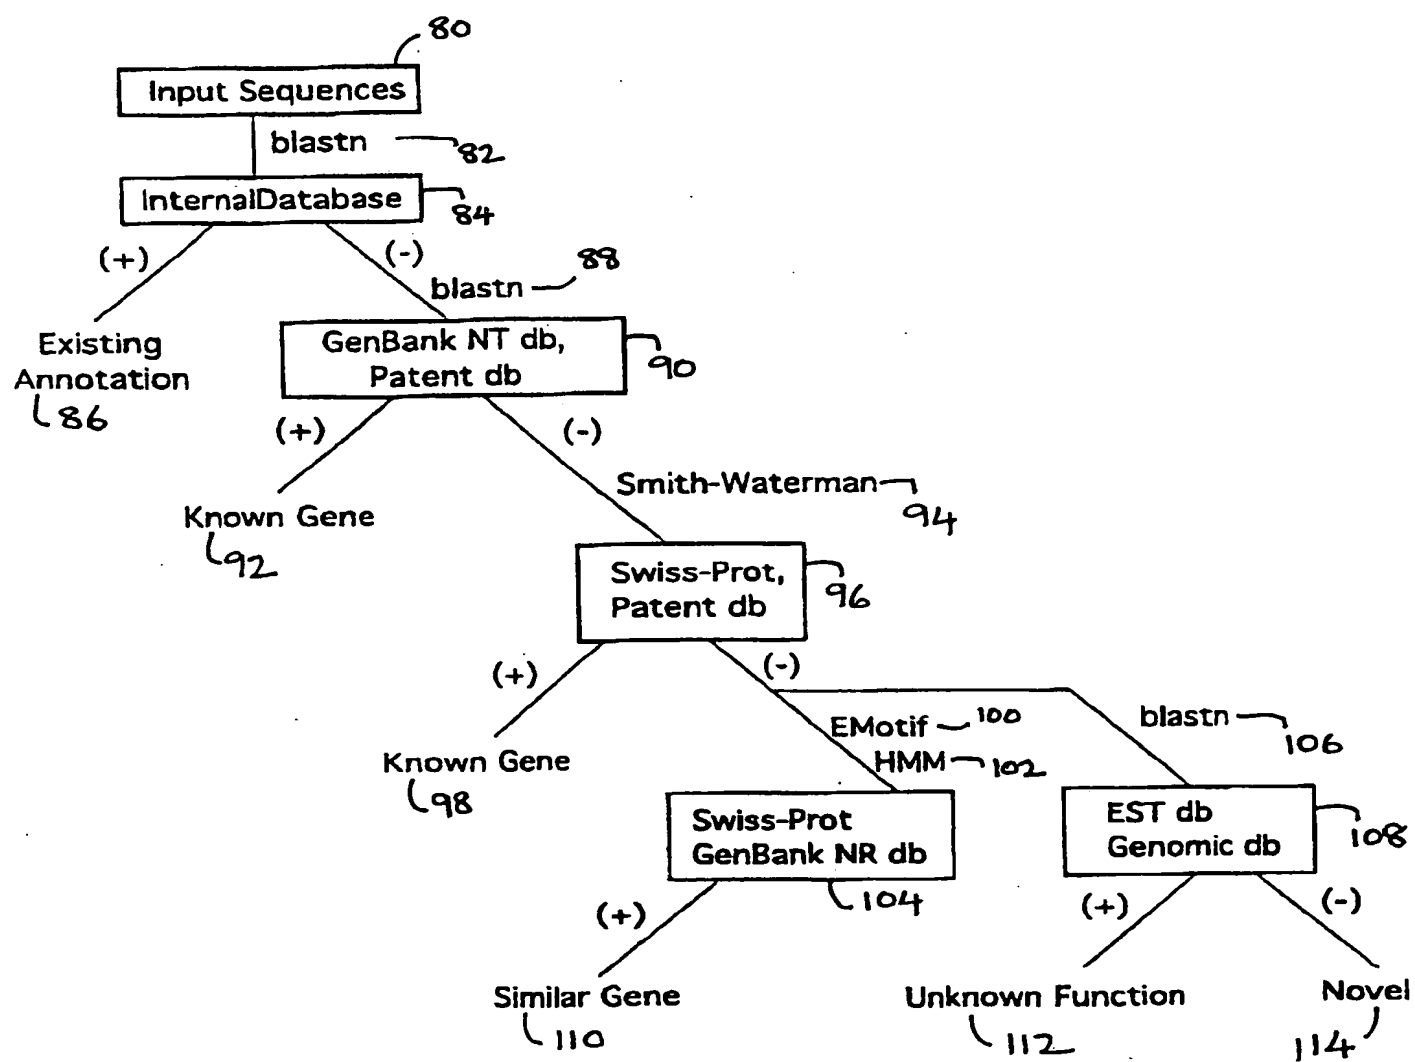 80
Input Sequences
blastn
82
InternalDatabase
84
(+)
(-)
88
blastn
GenBank NT db,
Patent db
90
Existing
Annotation
86
(+)
(-)
Smith-Waterman
94
Known Gene
92
Swiss-Prot,
Patent db
96
(+)
(-)
EMotif
100
HMM
102
blastn
106
Known Gene
98
Swiss-Prot
GenBank NR db
104
EST db
Genomic db
108
(+)
(+)
(-)
Similar Gene
110
Unknown Function
112
Novel
114